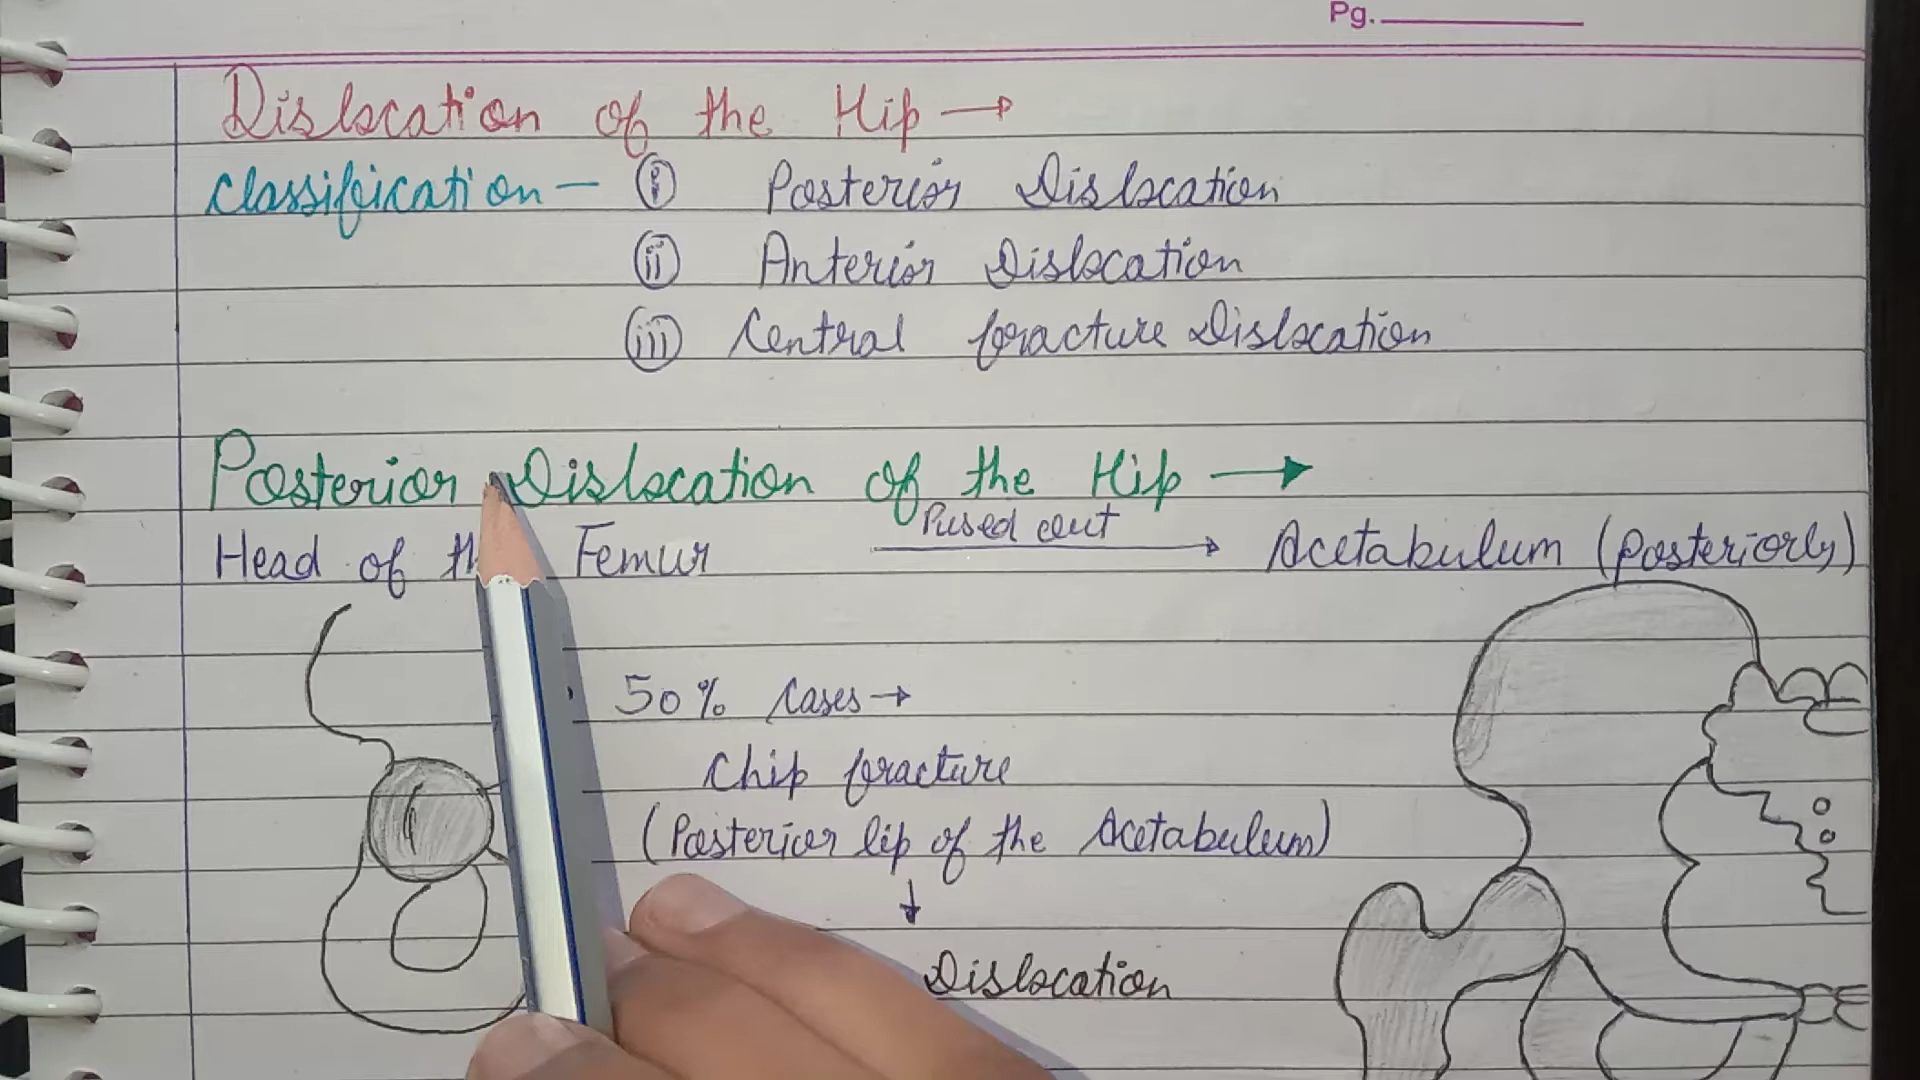 Pg.
Dislocation of the Hip →
Classification — (i) Posterior Dislocation
(ii) Anterior Dislocation
(iii) Central fracture Dislocation
Posterior Dislocation of the Hip →
Pused out
Head of Femur → Acetabulum (Posteriorly)
50% Cases →
Chip fracture
(Posterior lip of the Acetabulum)
↓
Dislocation